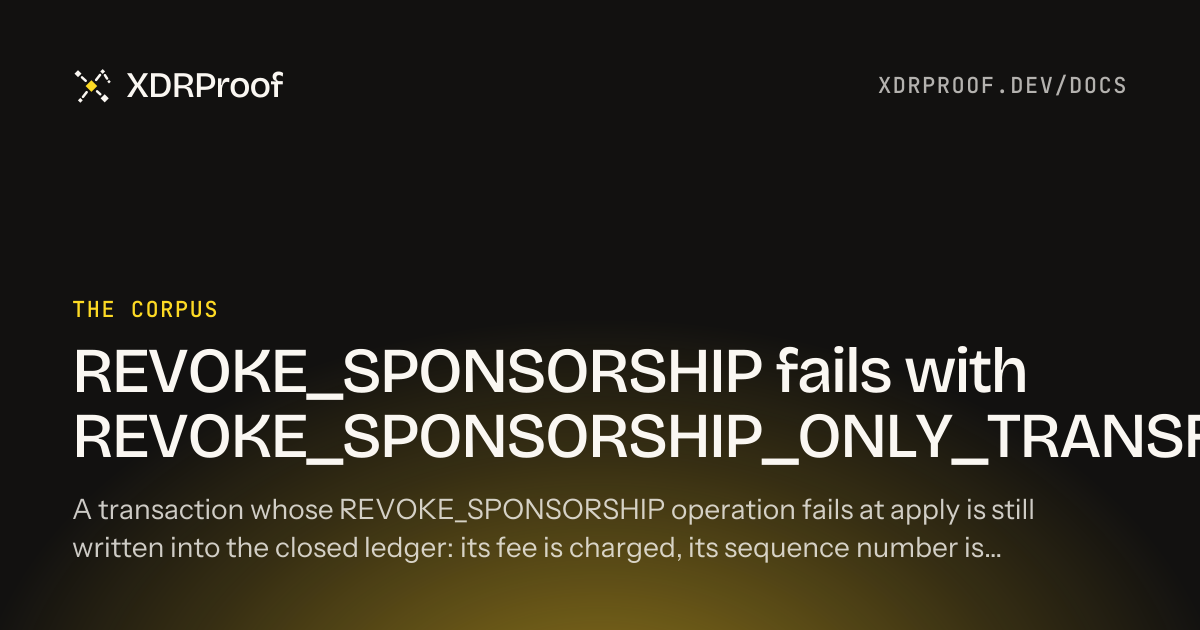 XDRProof
XDRPROOF.DEV/DOCS
THE CORPUS
REVOKE_SPONSORSHIP fails with
REVOKE_SPONSORSHIP_ONLY_TRANSF
A transaction whose REVOKE_SPONSORSHIP operation fails at apply is still
written into the closed ledger: its fee is charged, its sequence number is...